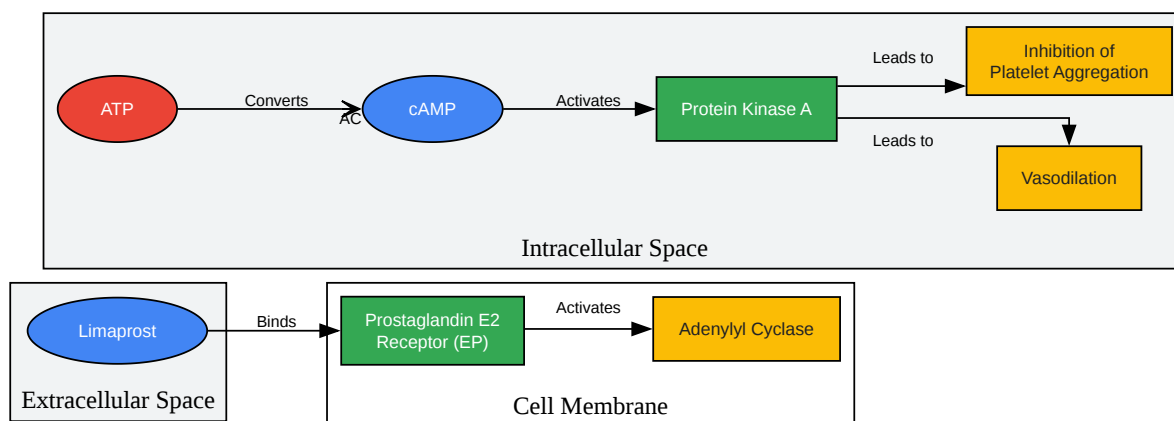 ATP
Converts
AC
cAMP
Activates
Protein Kinase A
Leads to
Inhibition of
Platelet Aggregation
Leads to
Vasodilation
Intracellular Space
Limaprost
Binds
Prostaglandin E2
Receptor (EP)
Activates
Adenylyl Cyclase
Extracellular Space
Cell Membrane